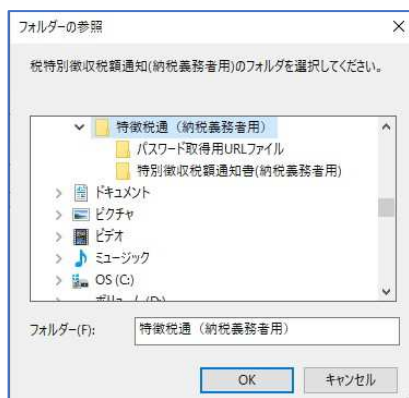 フォルダーの参照
税特別徴収税額通知(納税義務者用)のフォルダを選択してください。
特徴税通（納税義務者用）
パスワード取得用URLファイル
特別徴収税額通知書(納税義務者用)
ドキュメント
ピクチャ
ビデオ
ミュージック
OS (C:)
ボリューム (D:)
フォルダー(F):
特徴税通（納税義務者用）
OK
キャンセル